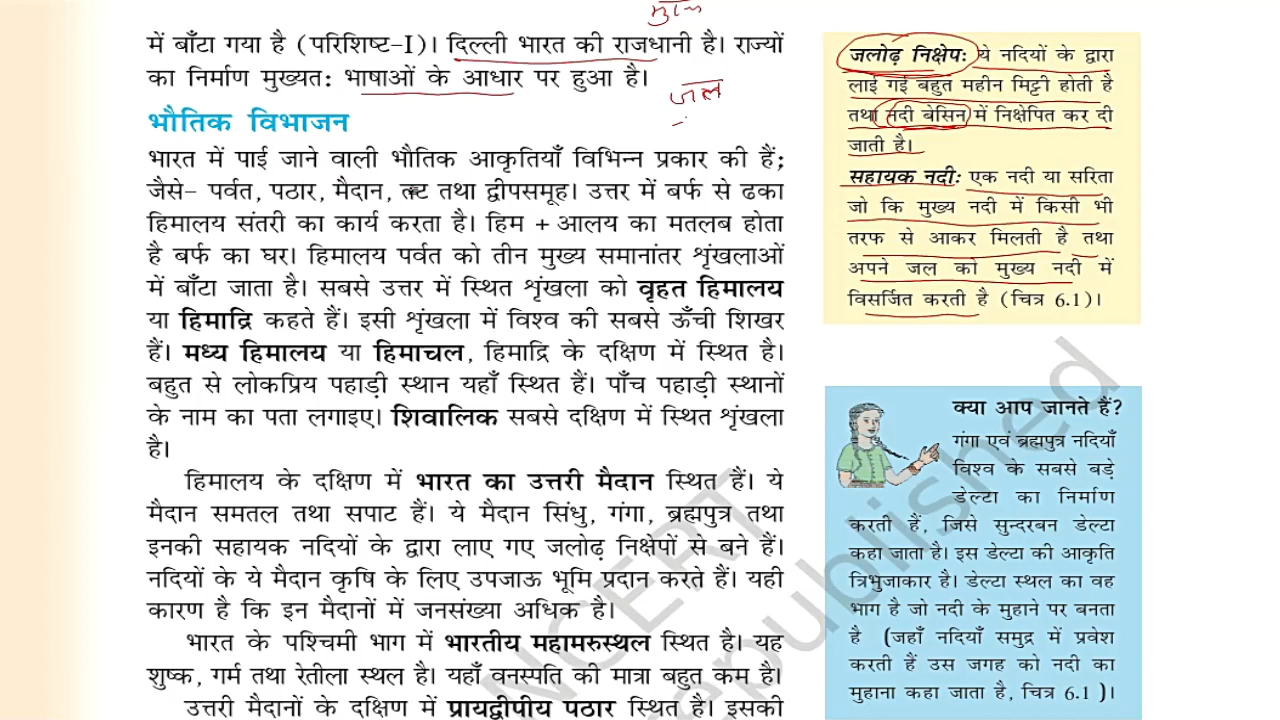 में बाँटा गया है (परिशिष्ट-I)। दिल्ली भारत की राजधानी है। राज्यों
का निर्माण मुख्यत: भाषाओं के आधार पर हुआ है।
जल
भौतिक विभाजन
भारत में पाई जाने वाली भौतिक आकृतियाँ विभिन्न प्रकार की हैं;
जैसे– पर्वत, पठार, मैदान, तट तथा द्वीपसमूह। उत्तर में बर्फ से ढका
हिमालय संतरी का कार्य करता है। हिम + आलय का मतलब होता
है बर्फ का घर। हिमालय पर्वत को तीन मुख्य समानांतर शृंखलाओं
में बाँटा जाता है। सबसे उत्तर में स्थित शृंखला को वृहत हिमालय
या हिमाद्रि कहते हैं। इसी शृंखला में विश्व की सबसे ऊँची शिखर
हैं। मध्य हिमालय या हिमाचल, हिमाद्रि के दक्षिण में स्थित है।
बहुत से लोकप्रिय पहाड़ी स्थान यहाँ स्थित हैं। पाँच पहाड़ी स्थानों
के नाम का पता लगाइए। शिवालिक सबसे दक्षिण में स्थित शृंखला
है।
हिमालय के दक्षिण में भारत का उत्तरी मैदान स्थित हैं। ये
मैदान समतल तथा सपाट हैं। ये मैदान सिंधु, गंगा, ब्रह्मपुत्र तथा
इनकी सहायक नदियों के द्वारा लाए गए जलोढ़ निक्षेपों से बने हैं।
नदियों के ये मैदान कृषि के लिए उपजाऊ भूमि प्रदान करते हैं। यही
कारण है कि इन मैदानों में जनसंख्या अधिक है।
भारत के पश्चिमी भाग में भारतीय महामरुस्थल स्थित है। यह
शुष्क, गर्म तथा रेतीला स्थल है। यहाँ वनस्पति की मात्रा बहुत कम है।
उत्तरी मैदानों के दक्षिण में प्रायद्वीपीय पठार स्थित है। इसकी
जलोढ़ निक्षेप: ये नदियों के द्वारा
लाई गई बहुत महीन मिट्टी होती है
तथा नदी बेसिन में निक्षेपित कर दी
जाती है।
सहायक नदी: एक नदी या सरिता
जो कि मुख्य नदी में किसी भी
तरफ से आकर मिलती है तथा
अपने जल को मुख्य नदी में
विसर्जित करती है (चित्र 6.1)।
क्या आप जानते हैं?
गंगा एवं ब्रह्मपुत्र नदियाँ
विश्व के सबसे बड़े
डेल्टा का निर्माण
करती हैं, जिसे सुन्दरबन डेल्टा
कहा जाता है। इस डेल्टा की आकृति
त्रिभुजाकार है। डेल्टा स्थल का वह
भाग है जो नदी के मुहाने पर बनता
है (जहाँ नदियाँ समुद्र में प्रवेश
करती हैं उस जगह को नदी का
मुहाना कहा जाता है, चित्र 6.1 )।
NCERT
republished